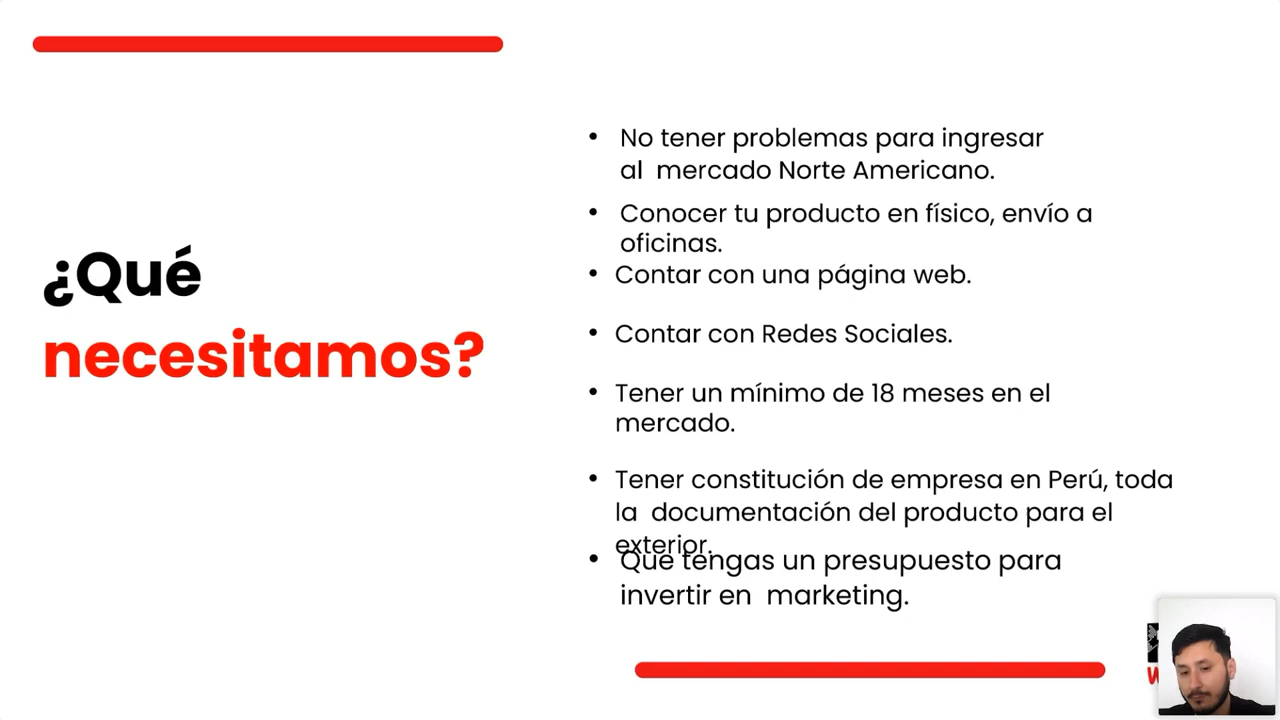 ¿Qué
necesitamos?
• No tener problemas para ingresar
al mercado Norte Americano.
• Conocer tu producto en físico, envío a
oficinas.
• Contar con una página web.
• Contar con Redes Sociales.
• Tener un mínimo de 18 meses en el
mercado.
• Tener constitución de empresa en Perú, toda
la documentación del producto para el
exterior.
• Que tengas un presupuesto para
invertir en marketing.